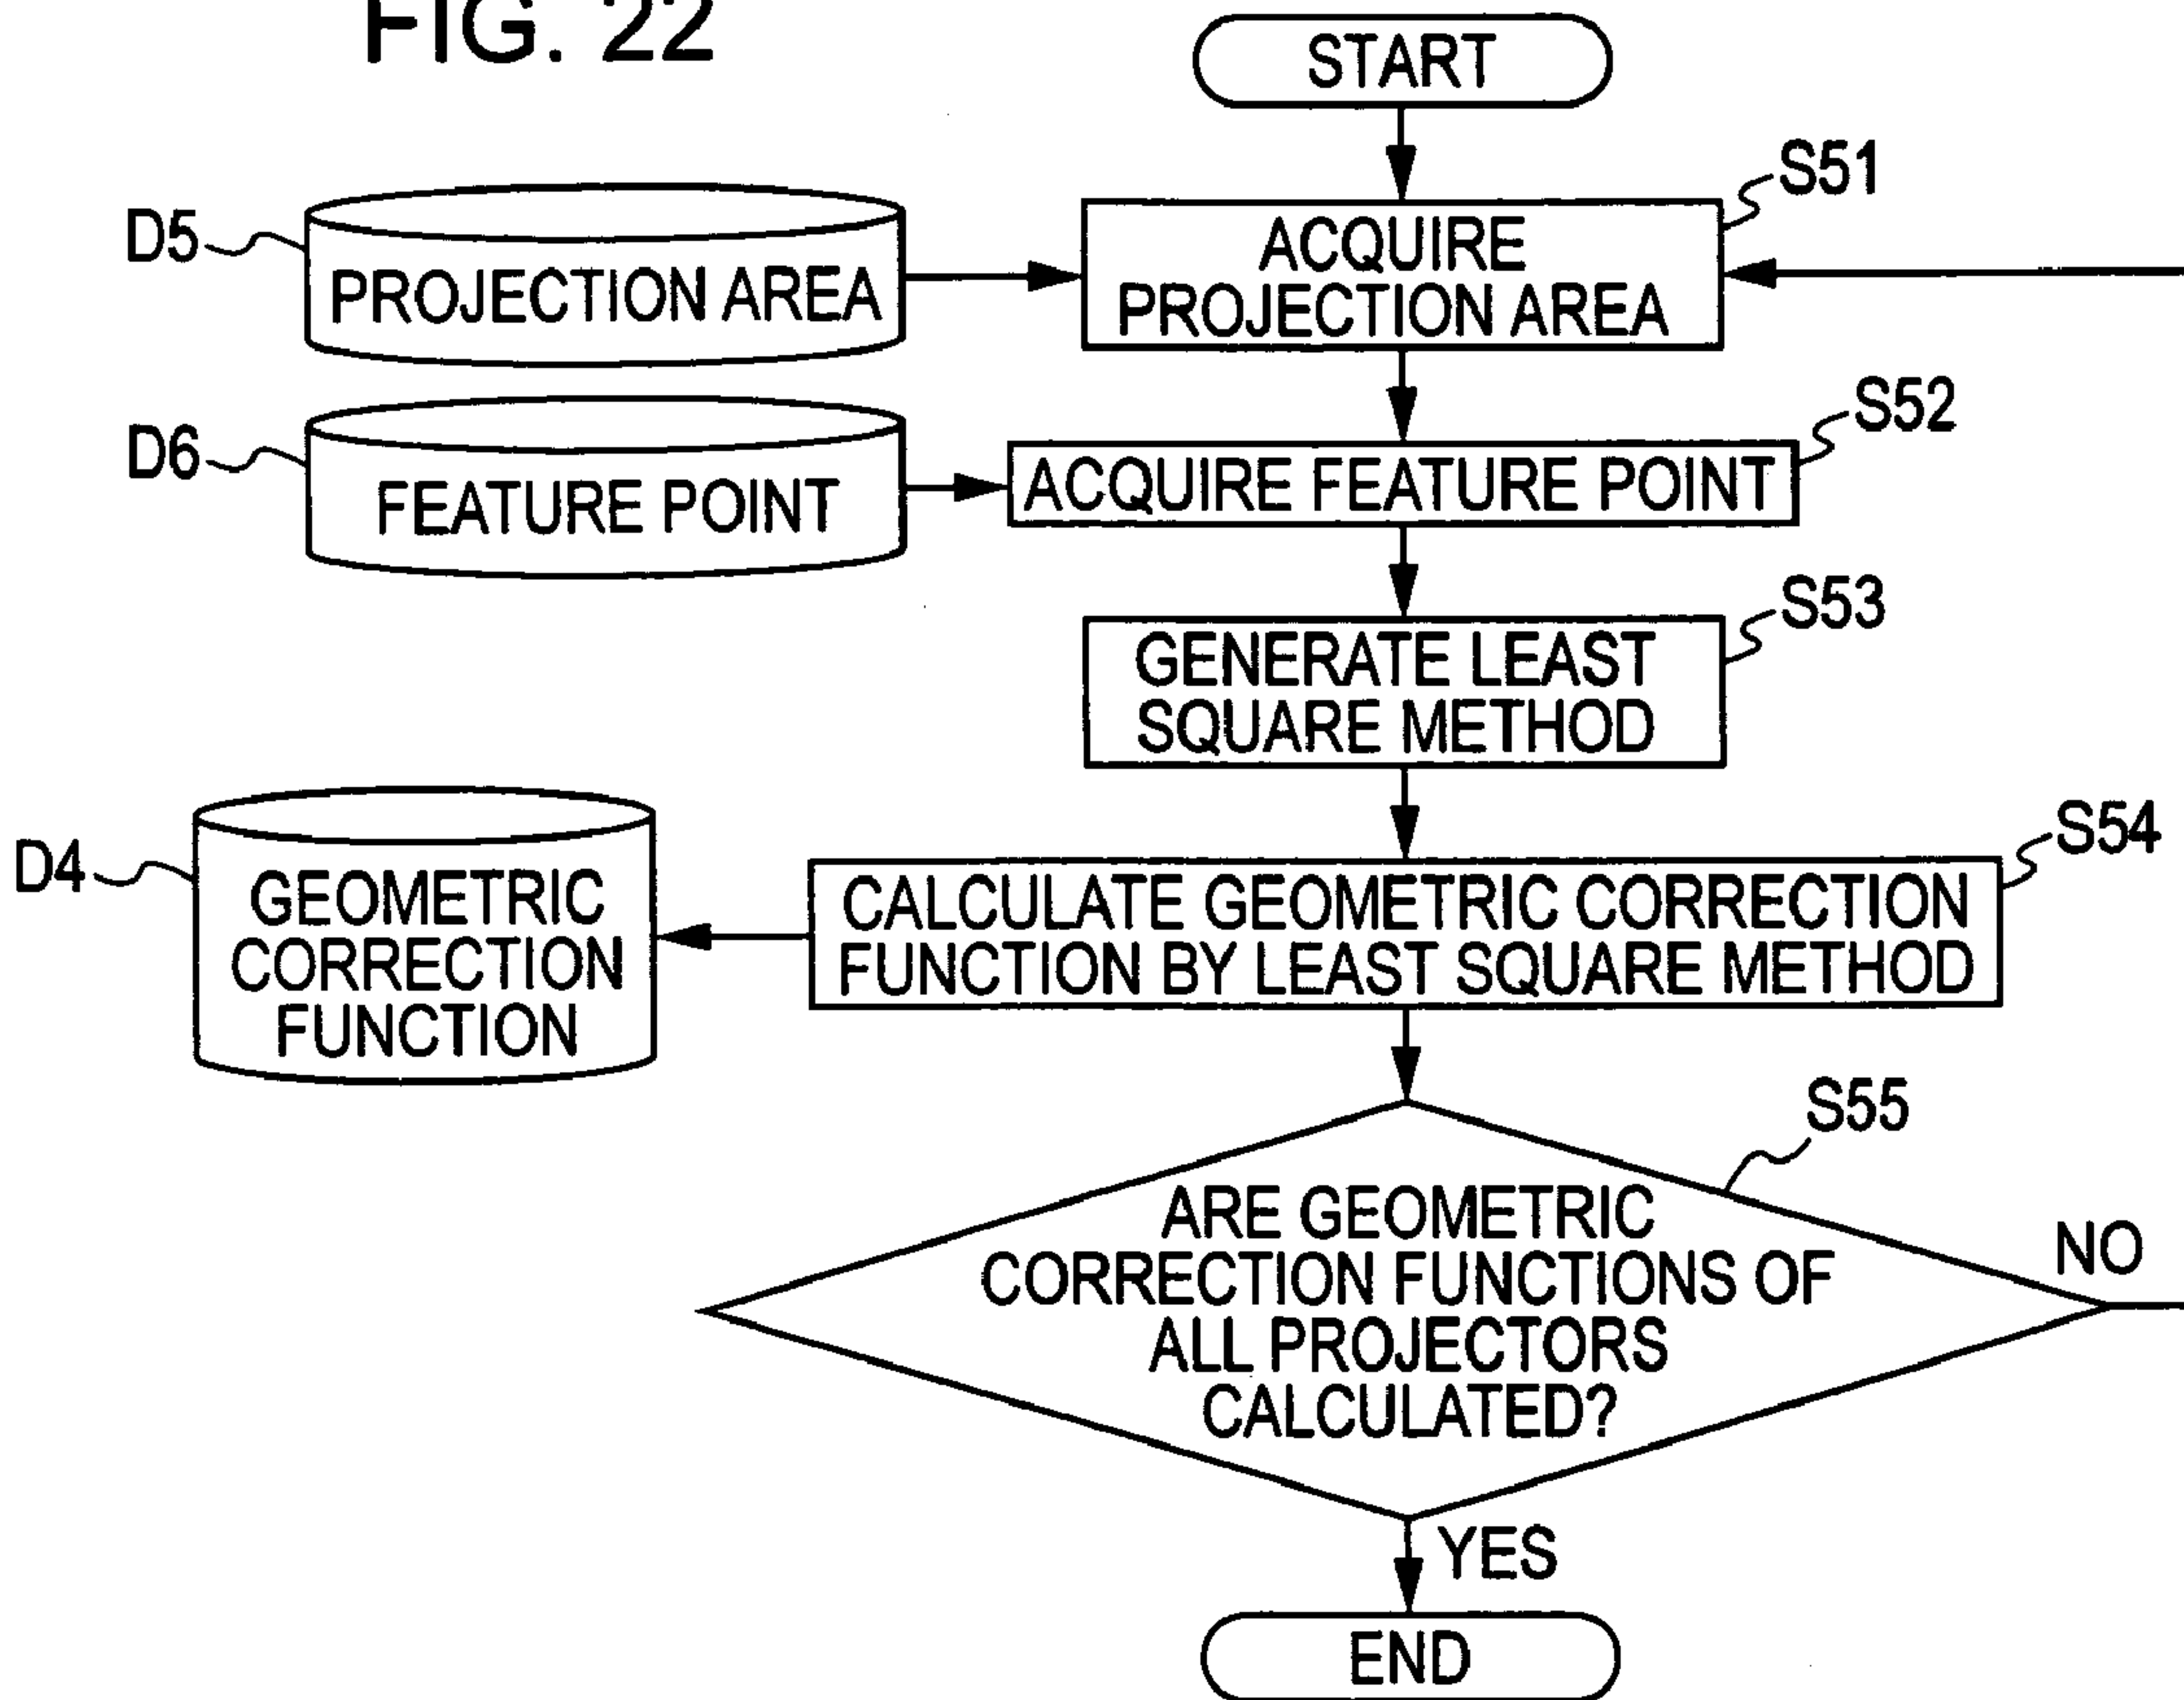 FIG. 22
START
S51
D5
PROJECTION AREA
ACQUIRE
PROJECTION AREA
S52
D6
FEATURE POINT
ACQUIRE FEATURE POINT
S53
GENERATE LEAST
SQUARE METHOD
S54
D4
GEOMETRIC
CORRECTION
FUNCTION
CALCULATE GEOMETRIC CORRECTION
FUNCTION BY LEAST SQUARE METHOD
S55
ARE GEOMETRIC
CORRECTION FUNCTIONS OF
ALL PROJECTORS
CALCULATED?
NO
YES
END